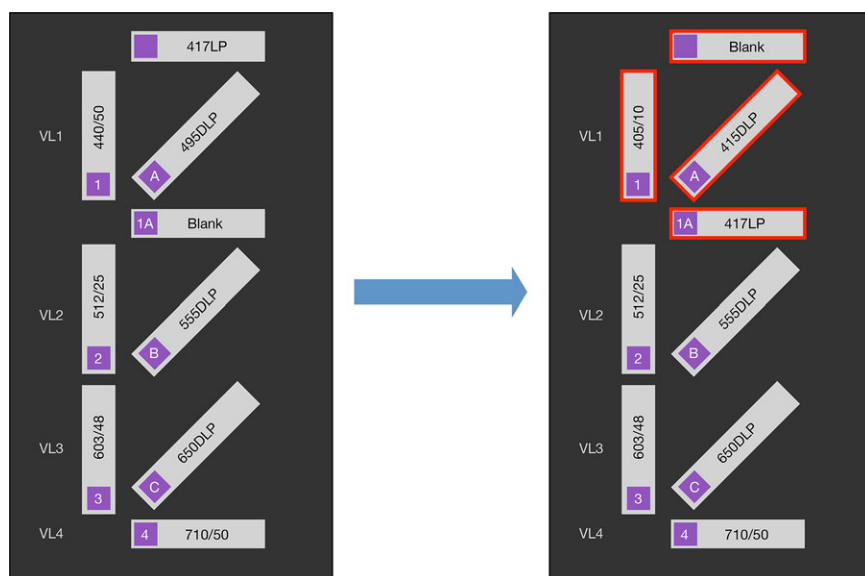 417LP
VL1
440/50
1
495DLP
A
1A
Blank
VL2
512/25
2
555DLP
B
VL3
603/48
3
650DLP
C
VL4
4
710/50
Blank
VL1
405/10
1
415DLP
A
1A
417LP
VL2
512/25
2
555DLP
B
VL3
603/48
3
650DLP
C
VL4
4
710/50